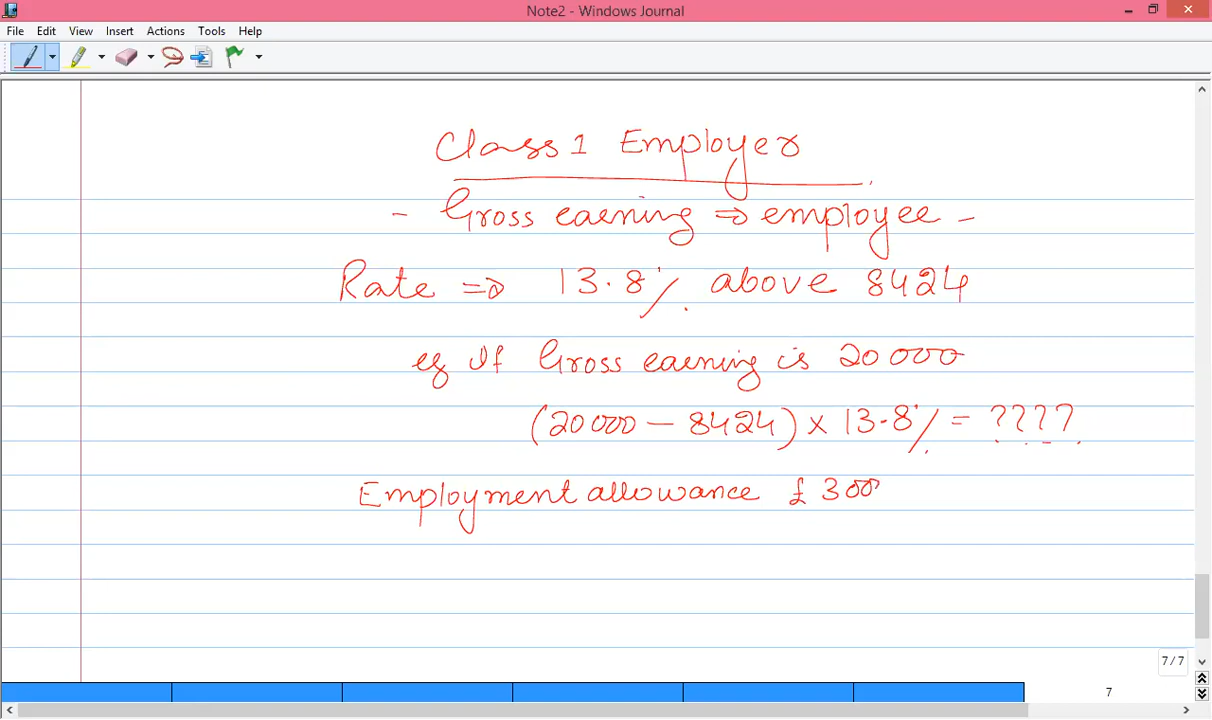 Note2 - Windows Journal
File Edit View Insert Actions Tools Help
Class 1 Employer
- Gross earning ⇒ employee -
Rate ⇒ 13.8% above 8424
eg If Gross earning is 20000
(20000 - 8424) × 13.8% = ????
Employment allowance £ 300
7 / 7
7